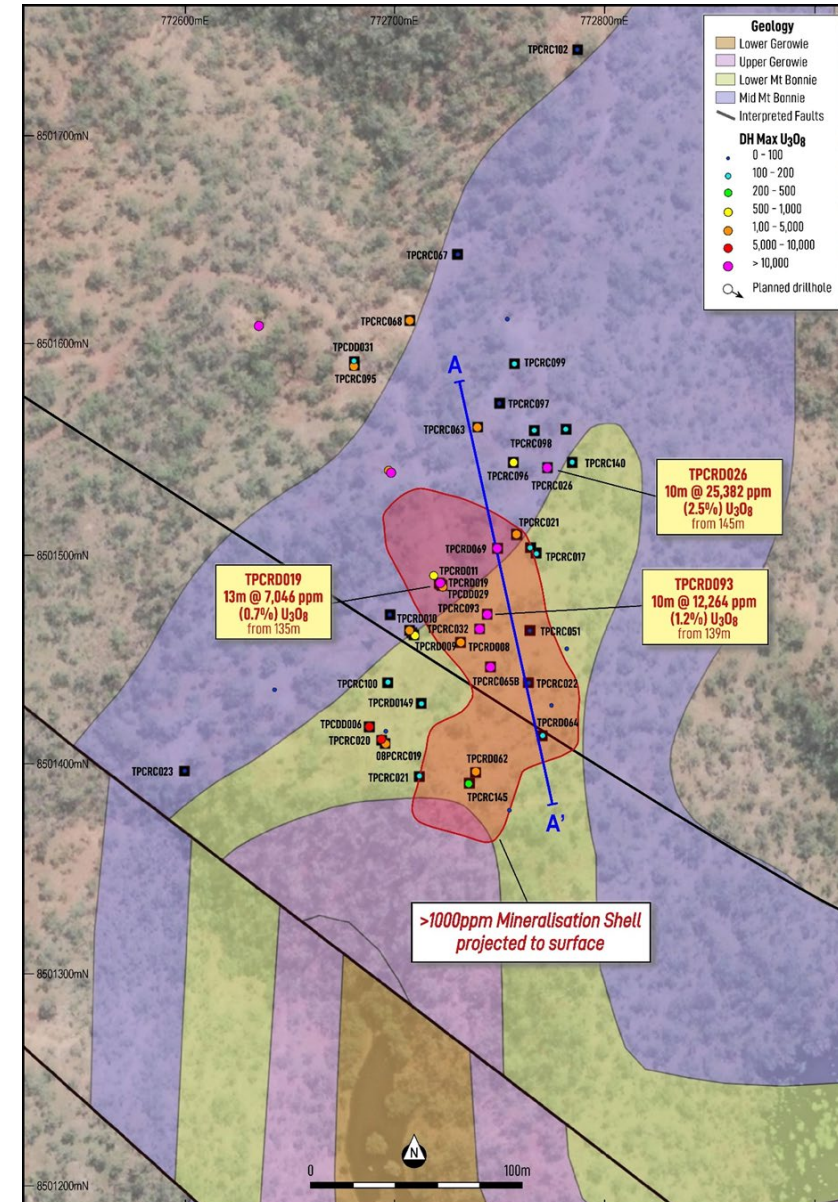 772600mE
772700mE
772800mE
TPCRC102
Geology
Lower Gerowie
Upper Gerowie
Lower Mt Bonnie
Mid Mt Bonnie
Interpreted Faults
DH Max U3O8
0 - 100
100 - 200
200 - 500
500 - 1,000
1,00 - 5,000
5,000 - 10,000
> 10,000
Planned drillhole
8501700mN
TPCRC067
TPCRC068
8501600mN
TPCDD031
TPCRC095
TPCRC099
A
TPCRC097
TPCRC063
TPCRC098
TPCRC096
TPCRC140
TPCRC026
TPCRD026
10m @ 25,382 ppm
(2.5%) U3O8
from 145m
TPCRC021
8501500mN
TPCRD069
TPCRC017
TPCRD011
TPCRD019
TPCDD029
TPCRD019
13m @ 7,046 ppm
(0.7%) U3O8
from 135m
TPCRD093
10m @ 12,264 ppm
(1.2%) U3O8
from 139m
TPCRC093
TPCRD010
TPCRC032
TPCRC051
TPCRD009
TPCRD008
TPCRC100
TPCRC065B
TPCRC022
TPCRD0149
TPCDD006
TPCRC020
08PCRC019
TPCRD064
8501400mN
TPCRC023
TPCRC021
TPCRD062
TPCRC145
A'
>1000ppm Mineralisation Shell
projected to surface
8501300mN
N
0
100m
8501200mN